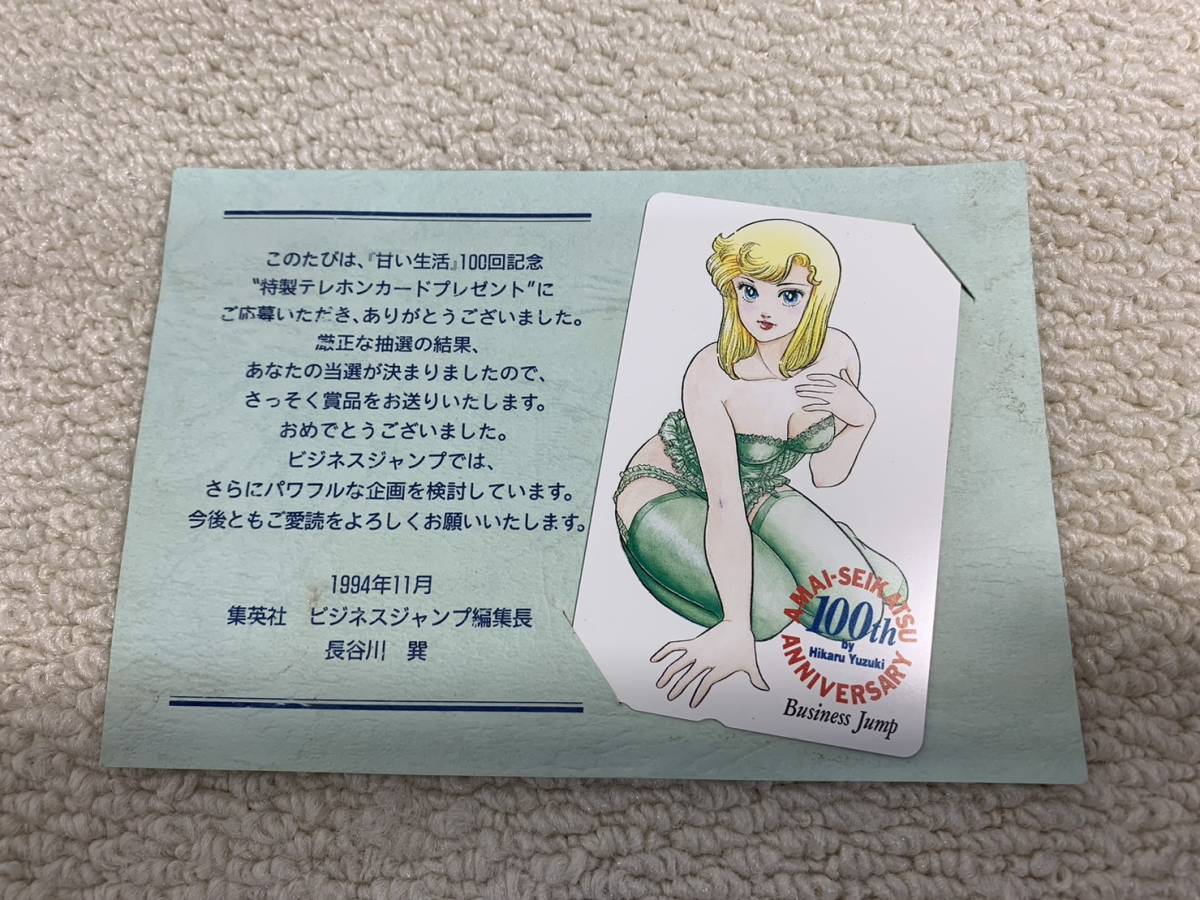 このたびは、『甘い生活』100回記念
"特製テレホンカードプレゼント"に
ご応募いただき、ありがとうございました。
厳正な抽選の結果、
あなたの当選が決まりましたので、
さっそく賞品をお送りいたします。
おめでとうございました。
ビジネスジャンプでは、
さらにパワフルな企画を検討しています。
今後ともご愛読をよろしくお願いいたします。
1994年11月
集英社 ビジネスジャンプ編集長
長谷川 巽
AMAI-SEIKATSU
100th
by
Hikaru Yuzuki
ANNIVERSARY
Business Jump